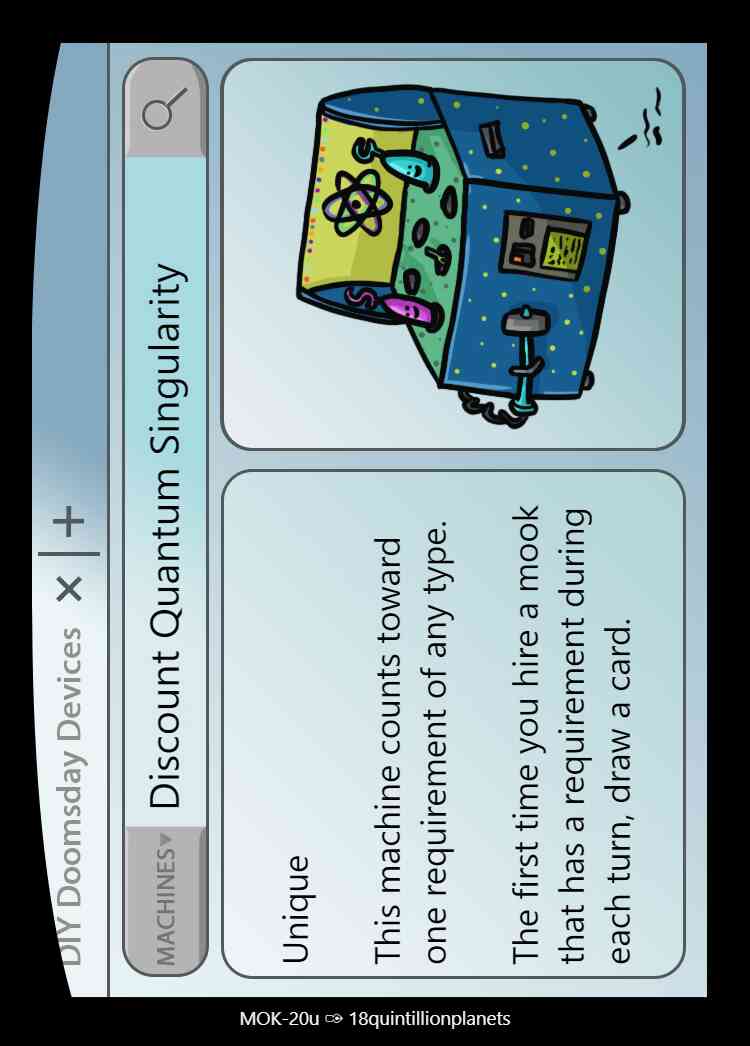 DIY Doomsday Devices × | +
MACHINES▾ Discount Quantum Singularity
Unique
This machine counts toward
one requirement of any type.
The first time you hire a mook
that has a requirement during
each turn, draw a card.
MOK-20u ✑ 18quintillionplanets